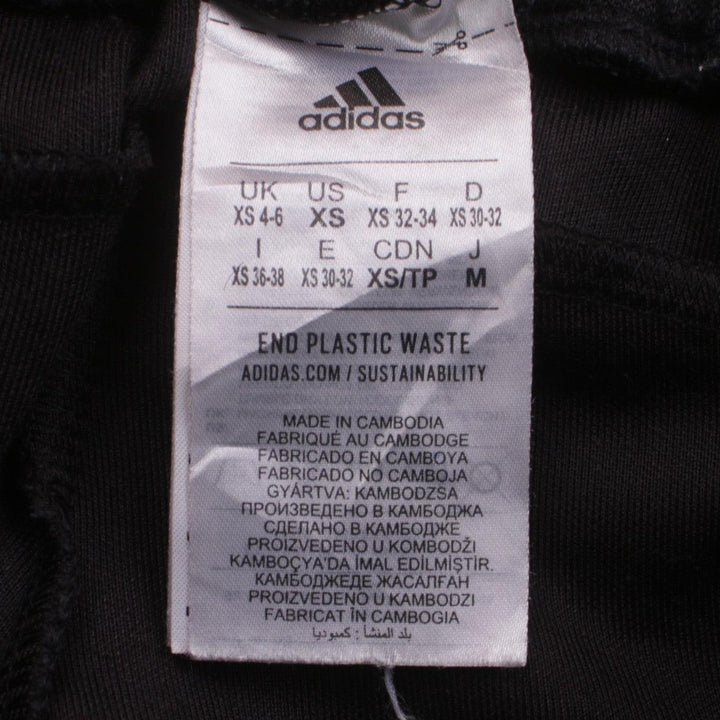 adidas
UK US F D
XS 4-6 XS XS 32-34 XS 30-32
I E CDN J
XS 36-38 XS 30-32 XS/TP M
END PLASTIC WASTE
ADIDAS.COM / SUSTAINABILITY
MADE IN CAMBODIA
FABRIQUÉ AU CAMBODGE
FABRICADO EN CAMBOYA
FABRICADO NO CAMBOJA
GYÁRTVA: KAMBODZSA
ПРОИЗВЕДЕНО В КАМБОДЖА
СДЕЛАНО В КАМБОДЖЕ
PROIZVEDENO U KOMBODŽI
KAMBOÇYA'DA İMAL EDİLMİŞTİR.
КАМБОДЖЕДЕ ЖАСАЛҒАН
PROIZVEDENO U KAMBODZI
FABRICAT ÎN CAMBOGIA
بلد المنشأ : كمبوديا